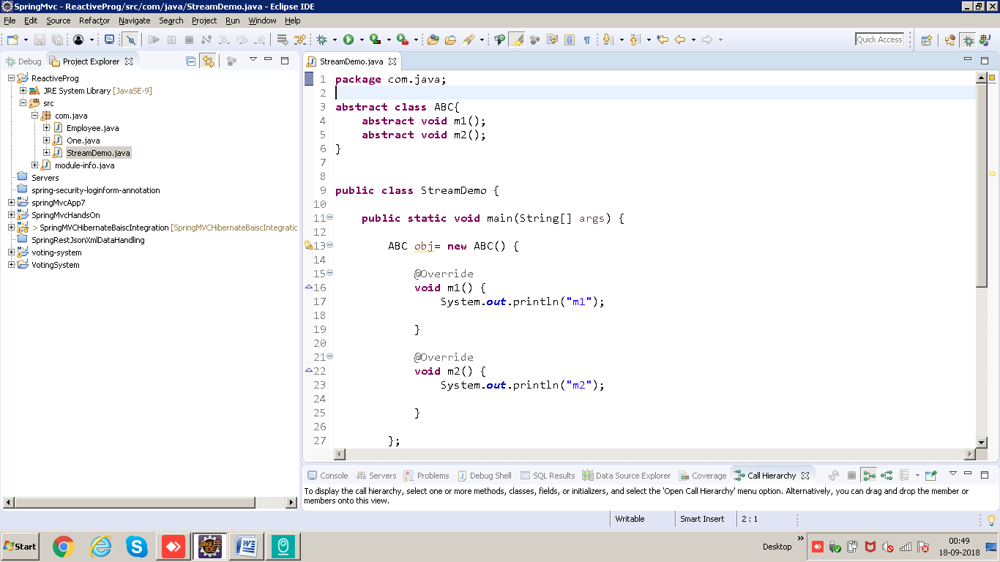 SpringMvc - ReactiveProg/src/com/java/StreamDemo.java - Eclipse IDE
File Edit Source Refactor Navigate Search Project Run Window Help
Quick Access
Debug Project Explorer
ReactiveProg
JRE System Library [JavaSE-9]
src
com.java
Employee.java
One.java
StreamDemo.java
module-info.java
Servers
spring-security-loginform-annotation
springMvcApp7
SpringMvcHandsOn
> SpringMVCHibernateBaiscIntegration [SpringMVCHibernateBaiscIntegratic
SpringRestJsonXmlDataHandling
voting-system
VotingSystem
StreamDemo.java
1 package com.java;
2
3 abstract class ABC{
4 abstract void m1();
5 abstract void m2();
6 }
7
8
9 public class StreamDemo {
10
11 public static void main(String[] args) {
12
13 ABC obj= new ABC() {
14
15 @Override
16 void m1() {
17 System.out.println("m1");
18
19 }
20
21 @Override
22 void m2() {
23 System.out.println("m2");
24
25 }
26
27 };
Console Servers Problems Debug Shell SQL Results Data Source Explorer Coverage Call Hierarchy
To display the call hierarchy, select one or more methods, classes, fields, or initializers, and select the 'Open Call Hierarchy' menu option. Alternatively, you can drag and drop the member or
members onto this view.
Writable Smart Insert 2 : 1
Start
Java EE
IDE
Desktop
00:49
18-09-2018